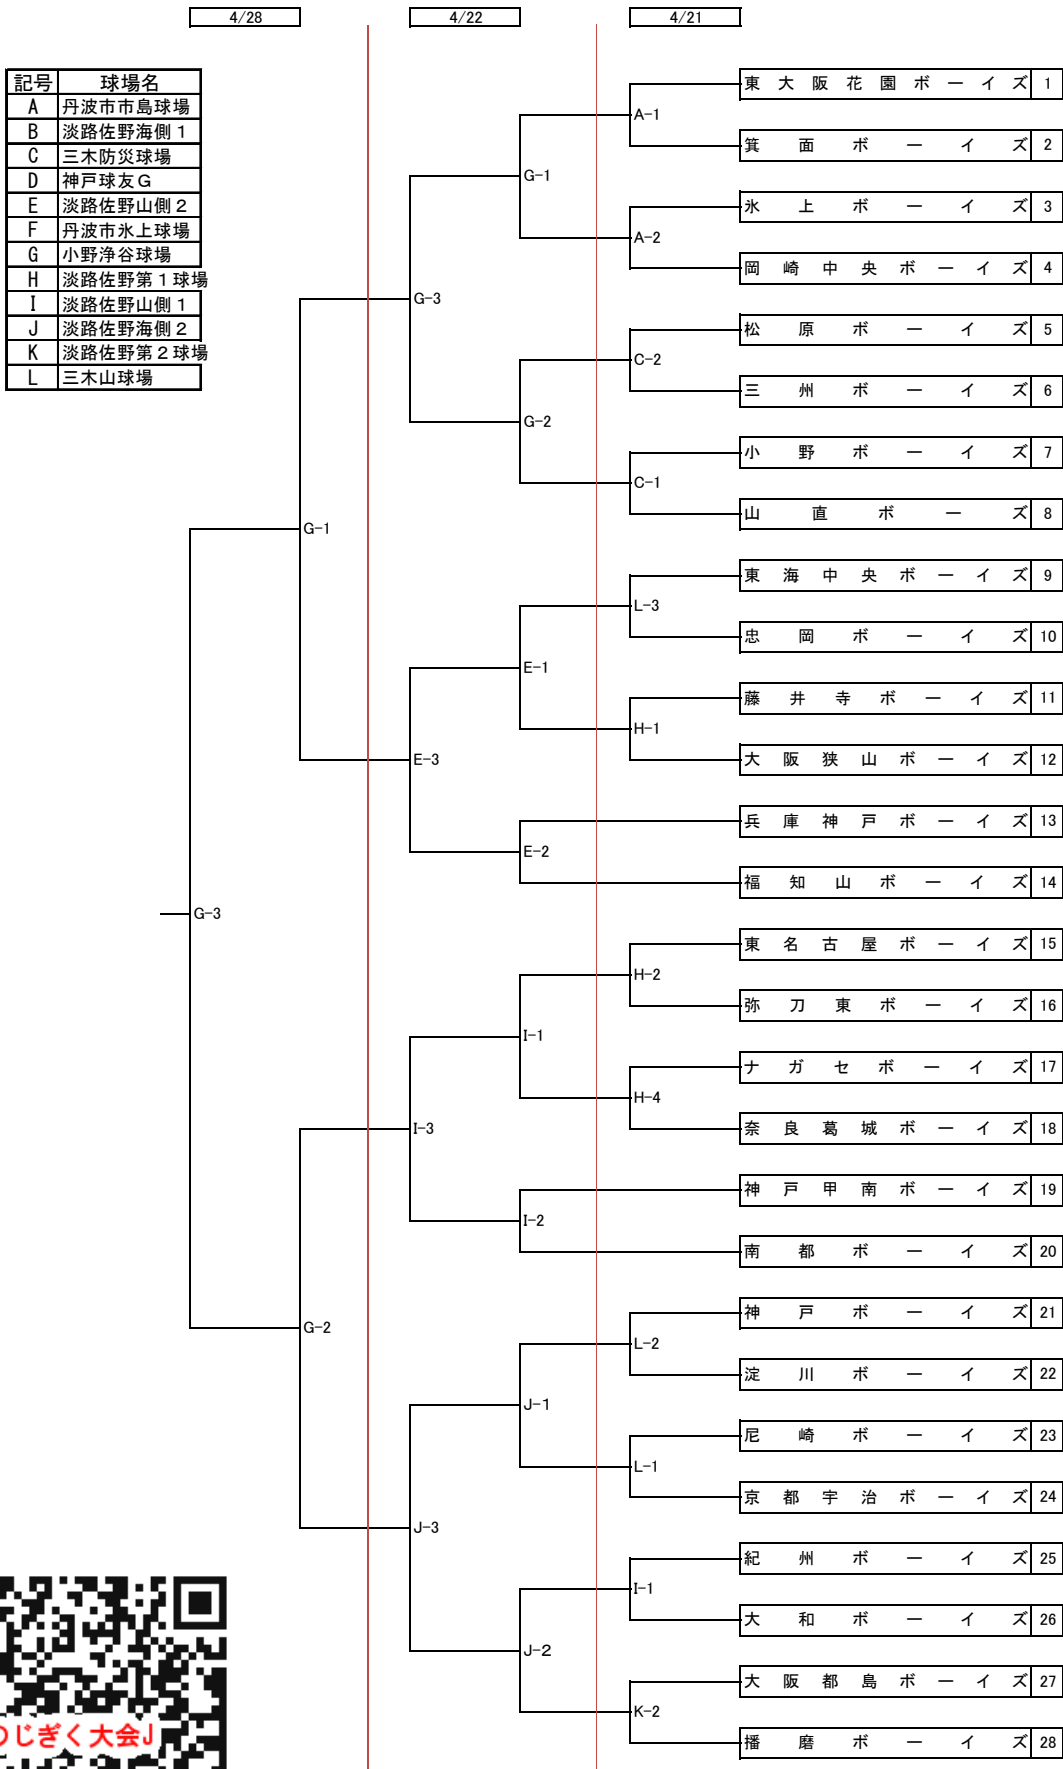 4/28 4/22 4/21
記号 球場名
A 丹波市市島球場
B 淡路佐野海側１
C 三木防災球場
D 神戸球友Ｇ
E 淡路佐野山側２
F 丹波市氷上球場
G 小野浄谷球場
H 淡路佐野第１球場
I 淡路佐野山側１
J 淡路佐野海側２
K 淡路佐野第２球場
L 三木山球場
東大阪花園ボーイズ 1
A-1
箕面ボーイズ 2
G-1
氷上ボーイズ 3
A-2
岡崎中央ボーイズ 4
G-3
松原ボーイズ 5
C-2
三州ボーイズ 6
G-2
小野ボーイズ 7
C-1
山直ボーズ 8
G-1
東海中央ボーイズ 9
L-3
忠岡ボーイズ 10
E-1
藤井寺ボーイズ 11
H-1
大阪狭山ボーイズ 12
E-3
兵庫神戸ボーイズ 13
E-2
福知山ボーイズ 14
G-3
東名古屋ボーイズ 15
H-2
弥刀東ボーイズ 16
I-1
ナガセボーイズ 17
H-4
奈良葛城ボーイズ 18
I-3
神戸甲南ボーイズ 19
I-2
南都ボーイズ 20
神戸ボーイズ 21
G-2
L-2
淀川ボーイズ 22
J-1
尼崎ボーイズ 23
L-1
京都宇治ボーイズ 24
J-3
紀州ボーイズ 25
I-1
大和ボーイズ 26
J-2
大阪都島ボーイズ 27
K-2
播磨ボーイズ 28
のじぎく大会J